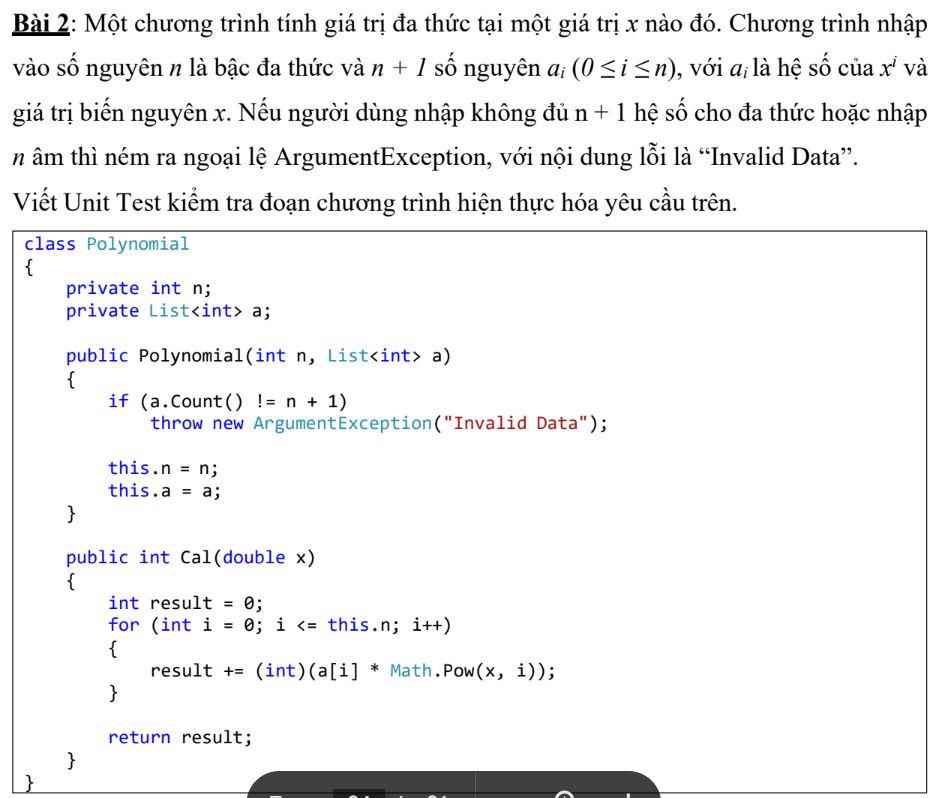 Bài 2: Một chương trình tính giá trị đa thức tại một giá trị x nào đó. Chương trình nhập
vào số nguyên n là bậc đa thức và n + 1 số nguyên aᵢ (0 ≤ i ≤ n), với aᵢ là hệ số của xⁱ và
giá trị biến nguyên x. Nếu người dùng nhập không đủ n + 1 hệ số cho đa thức hoặc nhập
n âm thì ném ra ngoại lệ ArgumentException, với nội dung lỗi là “Invalid Data”.
Viết Unit Test kiểm tra đoạn chương trình hiện thực hóa yêu cầu trên.
class Polynomial
{
    private int n;
    private List<int> a;
    public Polynomial(int n, List<int> a)
    {
        if (a.Count() != n + 1)
            throw new ArgumentException("Invalid Data");
        this.n = n;
        this.a = a;
    }
    public int Cal(double x)
    {
        int result = 0;
        for (int i = 0; i <= this.n; i++)
        {
            result += (int)(a[i] * Math.Pow(x, i));
        }
        return result;
    }
}